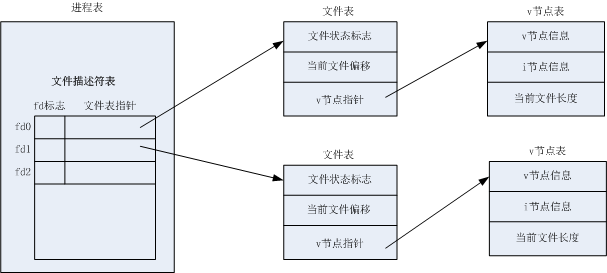 进程表
文件描述符表
fd标志 文件表指针
fd0
fd1
fd2
文件表
文件状态标志
当前文件偏移
v节点指针
v节点表
v节点信息
i节点信息
当前文件长度
文件表
文件状态标志
当前文件偏移
v节点指针
v节点表
v节点信息
i节点信息
当前文件长度